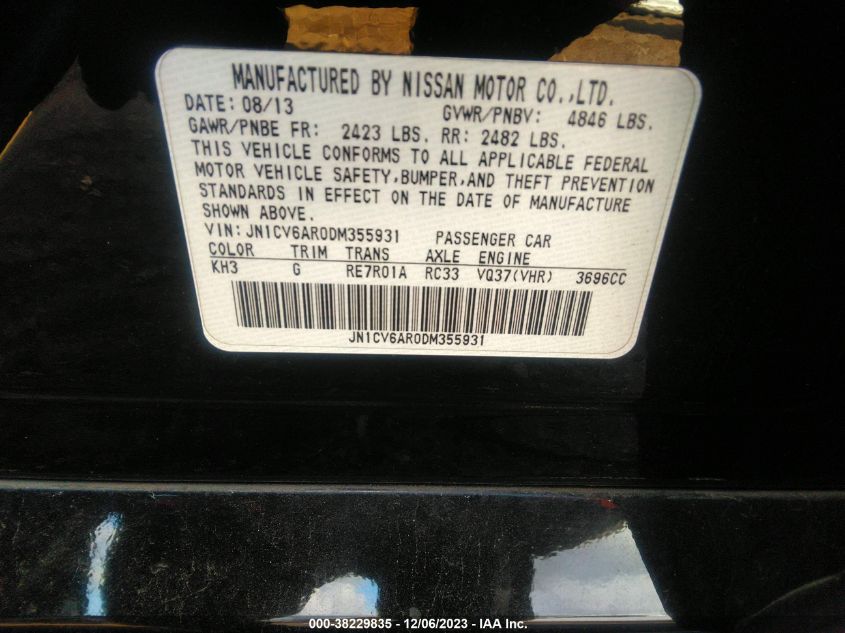 MANUFACTURED BY NISSAN MOTOR CO.,LTD.
DATE: 08/13 GVWR/PNBV: 4846 LBS.
GAWR/PNBE FR: 2423 LBS. RR: 2482 LBS.
THIS VEHICLE CONFORMS TO ALL APPLICABLE FEDERAL
MOTOR VEHICLE SAFETY,BUMPER,AND THEFT PREVENTION
STANDARDS IN EFFECT ON THE DATE OF MANUFACTURE
SHOWN ABOVE.
VIN:JN1CV6AR0DM355931 PASSENGER CAR
COLOR TRIM TRANS AXLE ENGINE
KH3 G RE7R01A RC33 VQ37(VHR) 3696CC
JN1CV6AR0DM355931
000-38229835 - 12/06/2023 - IAA Inc.